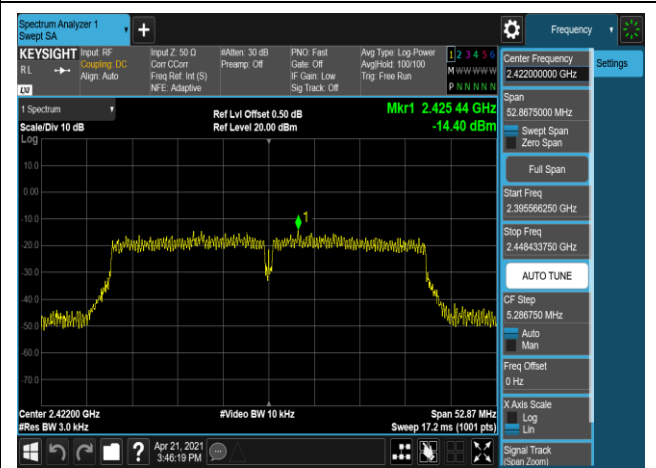 Spectrum Analyzer 1
Swept SA
Frequency
KEYSIGHT
RL
LXI
Input: RF
Coupling: DC
Align: Auto
Input Z: 50 Ω
Corr CCorr
Freq Ref: Int (S)
NFE: Adaptive
#Atten: 30 dB
Preamp: Off
PNO: Fast
Gate: Off
IF Gain: Low
Sig Track: Off
Avg Type: Log-Power
Avg|Hold: 100/100
Trig: Free Run
1 2 3 4 5 6
M W W W W W
P N N N N N
1 Spectrum
Scale/Div 10 dB
Log
Ref Lvl Offset 0.50 dB
Ref Level 20.00 dBm
Mkr1 2.425 44 GHz
-14.40 dBm
10.0
0.00
-10.0
-20.0
-30.0
-40.0
-50.0
-60.0
-70.0
1
Center 2.42200 GHz
#Res BW 3.0 kHz
#Video BW 10 kHz
Span 52.87 MHz
Sweep 17.2 ms (1001 pts)
Apr 21, 2021
3:46:19 PM
Center Frequency
2.422000000 GHz
Settings
Span
52.8675000 MHz
Swept Span
Zero Span
Full Span
Start Freq
2.395566250 GHz
Stop Freq
2.448433750 GHz
AUTO TUNE
CF Step
5.286750 MHz
Auto
Man
Freq Offset
0 Hz
X Axis Scale
Log
Lin
Signal Track
(Span Zoom)